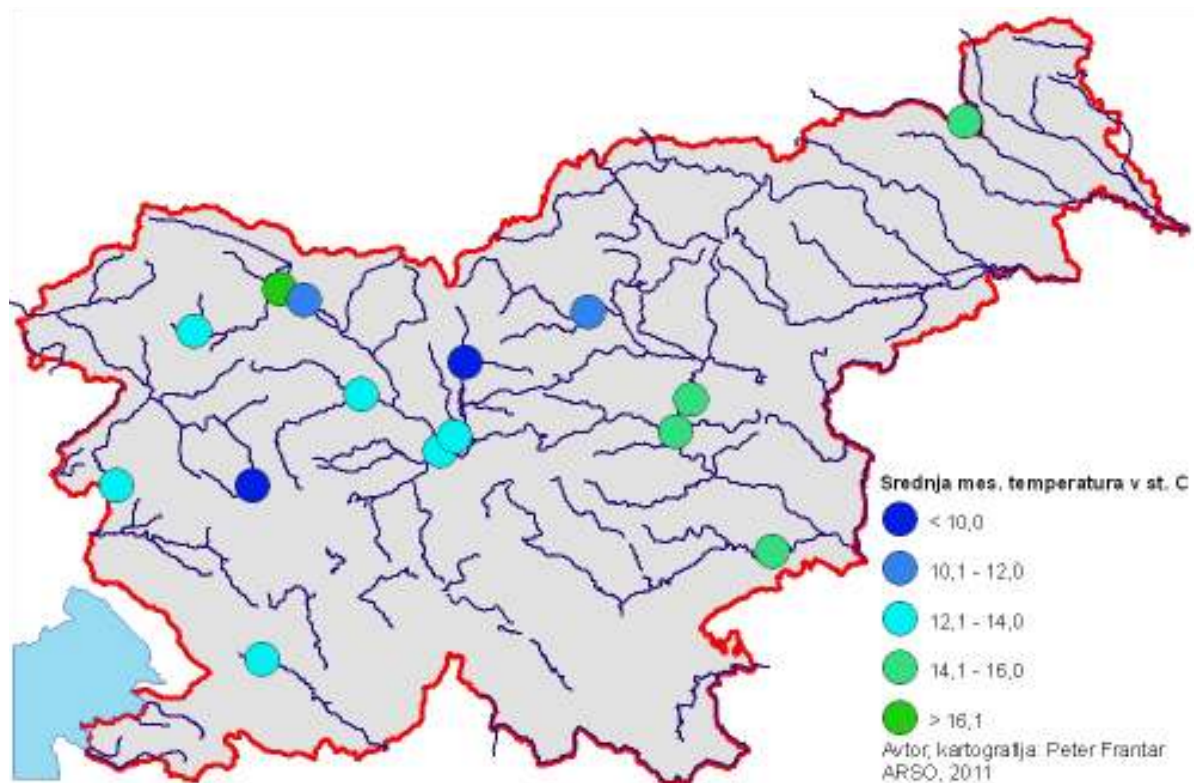 Srednja mes. temperatura v st. C
< 10,0
10,1 - 12,0
12,1 - 14,0
14,1 - 16,0
> 16,1
Avtor, kartografija: Peter Frantar
ARSO, 2011